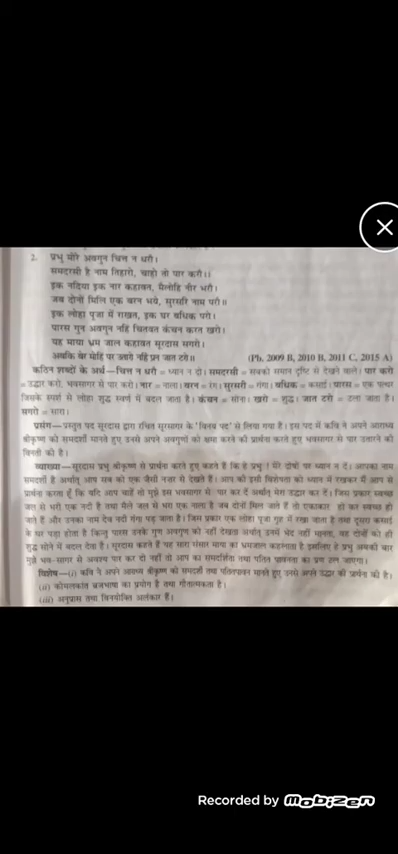 2. प्रभु मोरे अवगुन चित्त न धरौ।
समदरसी है नाम तिहारो, चाहो तो पार करौ।।
इक नदिया इक नार कहावत, मैलोहि नीर भरौ।
जब दोनों मिलि एक बरन भये, सुरसरि नाम परौ॥
इक लोहा पूजा में राखत, इक घर बधिक परो।
पारस गुन अवगुन नहिं चितवत कंचन करत खरो।
यह माया भ्रम जाल कहावत सूरदास सगरो।
अबकि बेर मोहि पर उतारो नहिं प्रन जात टरो॥ (Pb. 2009 B, 2010 B, 2011 C, 2015 A)
कठिन शब्दों के अर्थ—चित्त न धरौ = ध्यान न दो। समदरसी = सबको समान दृष्टि से देखने वाले। पार करो
= उद्धार करो, भवसागर से पार करो। नार = नाला। बरन = रंग। सुरसरी = गंगा। बधिक = कसाई। पारस = एक पत्थर
जिसके स्पर्श से लोहा शुद्ध स्वर्ण में बदल जाता है। कंचन = सोना। खरो = शुद्ध। जात टरो = टला जाता है।
सगरो = सारा।
प्रसंग—प्रस्तुत पद सूरदास द्वारा रचित सूरसागर के 'विनय पद' से लिया गया है। इस पद में कवि ने अपने आराध्य
श्रीकृष्ण को समदर्शी मानते हुए उनसे अपने अवगुणों को क्षमा करने की प्रार्थना करते हुए भवसागर से पार उतारने की
विनती की है।
व्याख्या—सूरदास प्रभु श्रीकृष्ण से प्रार्थना करते हुए कहते हैं कि हे प्रभु ! मेरे दोषों पर ध्यान न दें। आपका नाम
समदर्शी है अर्थात् आप सब को एक जैसी नज़र से देखते हैं। आप की इसी विशेषता को ध्यान में रखकर मैं आप से
प्रार्थना करता हूँ कि यदि आप चाहें तो मुझे इस भवसागर से पार कर दें अर्थात् मेरा उद्धार कर दें। जिस प्रकार स्वच्छ
जल से भरी एक नदी है तथा मैले जल से भरा एक नाला है जब दोनों मिल जाते हैं तो एकाकार हो कर स्वच्छ हो
जाते हैं और उनका नाम देव नदी गंगा पड़ जाता है। जिस प्रकार एक लोहा पूजा गृह में रखा जाता है तथा दूसरा कसाई
के घर पड़ा होता है किन्तु पारस उनके गुण अवगुण को नहीं देखता अर्थात् उनमें भेद नहीं मानता, वह दोनों को ही
शुद्ध सोने में बदल देता है। सूरदास कहते हैं यह सारा संसार माया का भ्रमजाल कहलाता है इसलिए हे प्रभु अबकी बार
मुझे भव-सागर से अवश्य पार कर दो नहीं तो आप का समदर्शिता तथा पतित पावनता का प्रण टल जाएगा।
विशेष—(i) कवि ने अपने आराध्य श्रीकृष्ण को समदर्शी तथा पतितपावन मानते हुए उनसे अपने उद्धार की प्रार्थना की है।
(ii) कोमलकांत ब्रजभाषा का प्रयोग है तथा गीतात्मकता है।
(iii) अनुप्रास तथा अलंकार हैं।
Recorded by MOBIZEN